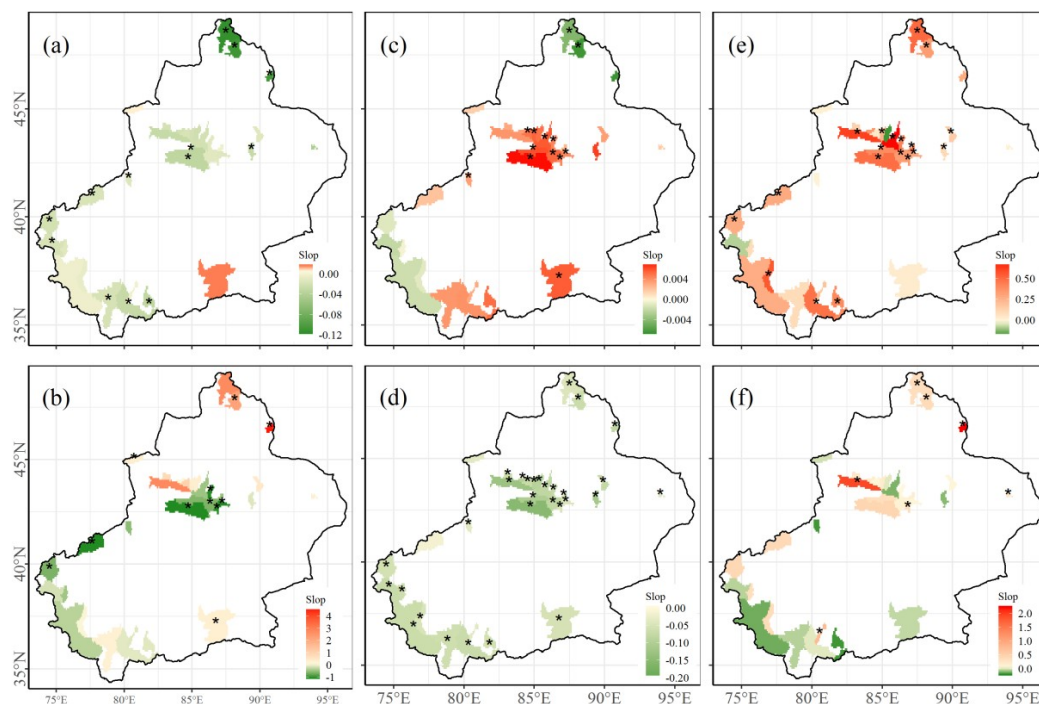 (a)
45°N
40°N
35°N
Slop
0.00
-0.04
-0.08
-0.12
(c)
Slop
0.004
0.000
-0.004
(e)
Slop
0.50
0.25
0.00
(b)
45°N
40°N
35°N
Slop
4
3
2
1
0
-1
75°E 80°E 85°E 90°E 95°E
(d)
Slop
0.00
-0.05
-0.10
-0.15
-0.20
75°E 80°E 85°E 90°E 95°E
(f)
Slop
2.0
1.5
1.0
0.5
0.0
75°E 80°E 85°E 90°E 95°E